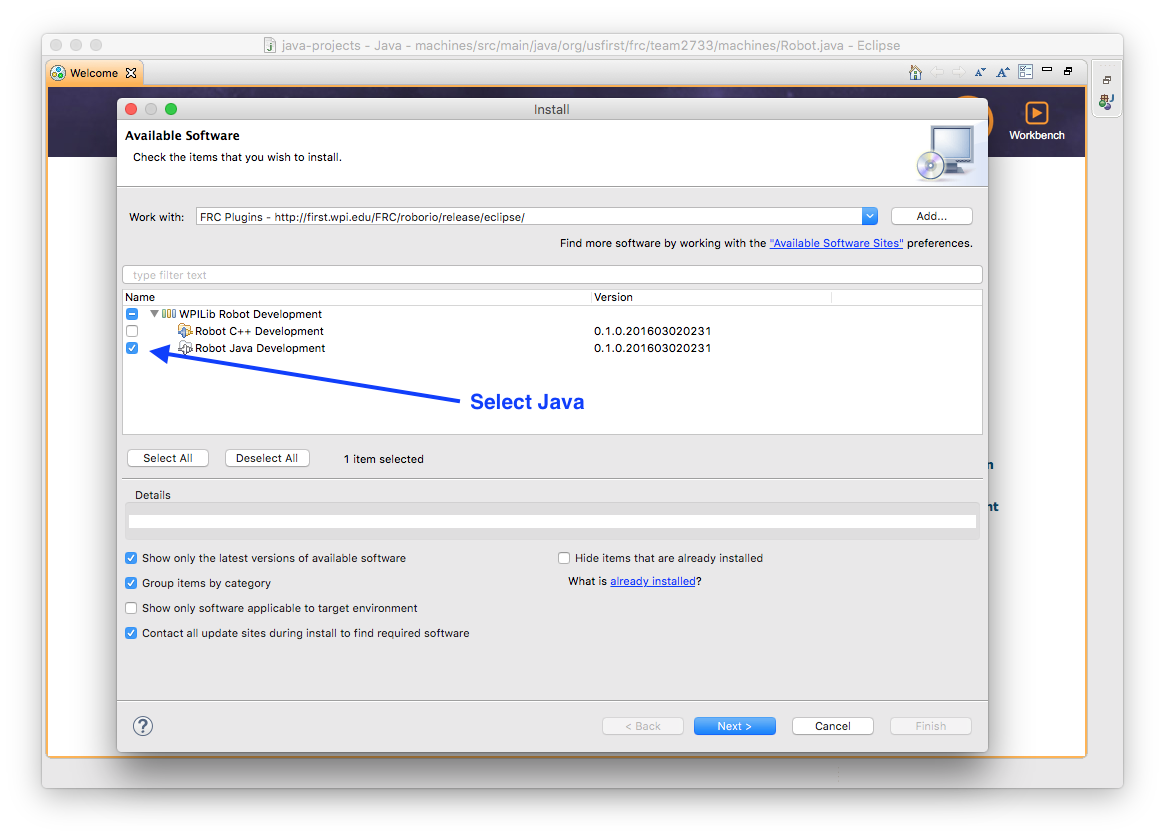 java-projects - Java - machines/src/main/java/org/usfirst/frc/team2733/machines/Robot.java - Eclipse
Welcome
Workbench
Install
Available Software
Check the items that you wish to install.
Work with: FRC Plugins - http://first.wpi.edu/FRC/roborio/release/eclipse/ Add...
Find more software by working with the "Available Software Sites" preferences.
type filter text
Name Version
WPILib Robot Development
Robot C++ Development 0.1.0.201603020231
Robot Java Development 0.1.0.201603020231
Select Java
Select All Deselect All 1 item selected
n
Details
nt
Show only the latest versions of available software Hide items that are already installed
Group items by category What is already installed?
Show only software applicable to target environment
Contact all update sites during install to find required software
? < Back Next > Cancel Finish